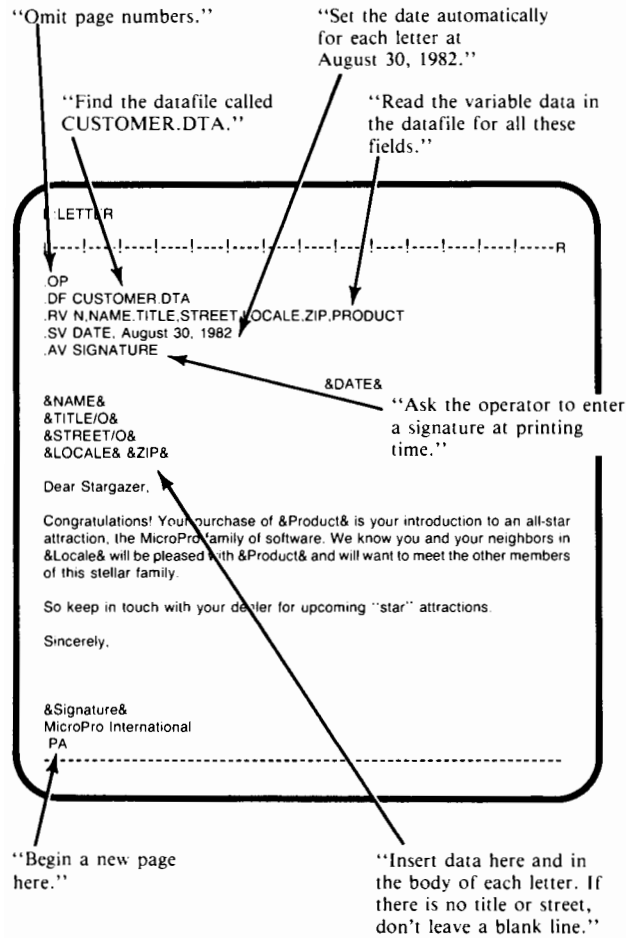 “Omit page numbers.”
“Set the date automatically
for each letter at
August 30, 1982.”
“Find the datafile called
CUSTOMER.DTA.”
“Read the variable data in
the datafile for all these
fields.”
:LETTER
L----!----!----!----!----!----!----!----!----!----!----!----!----!------R
.OP
.DF CUSTOMER.DTA
.RV N,NAME,TITLE,STREET,LOCALE,ZIP,PRODUCT
.SV DATE, August 30, 1982
.AV SIGNATURE
&DATE&
“Ask the operator to enter
a signature at printing
time.”
&NAME&
&TITLE/O&
&STREET/O&
&LOCALE& &ZIP&
Dear Stargazer,
Congratulations! Your purchase of &Product& is your introduction to an all-star
attraction, the MicroPro family of software. We know you and your neighbors in
&Locale& will be pleased with &Product& and will want to meet the other members
of this stellar family.
So keep in touch with your dealer for upcoming "star" attractions.
Sincerely,
&Signature&
MicroPro International
PA
“Begin a new page
here.”
“Insert data here and in
the body of each letter. If
there is no title or street,
don’t leave a blank line.”